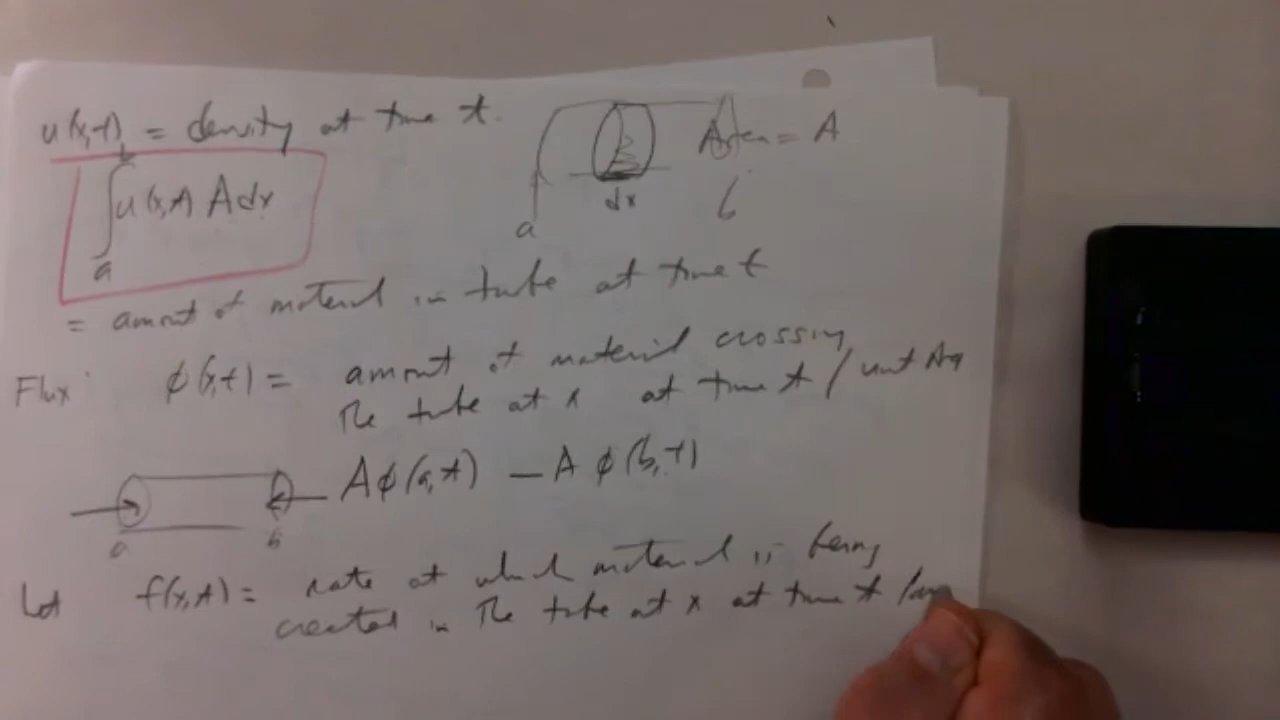 u(x,t) = density at time t.
Area = A
b
∫ u(x,t) A dx
a
dx
a
b
= amount of material in tube at time t
Flux: φ(x,t) = amount of material crossing
the tube at x at time t / unit Area
Aφ(a,t) – Aφ(b,t)
a
b
Let f(x,t) = rate at which material is being
created in the tube at x at time t /